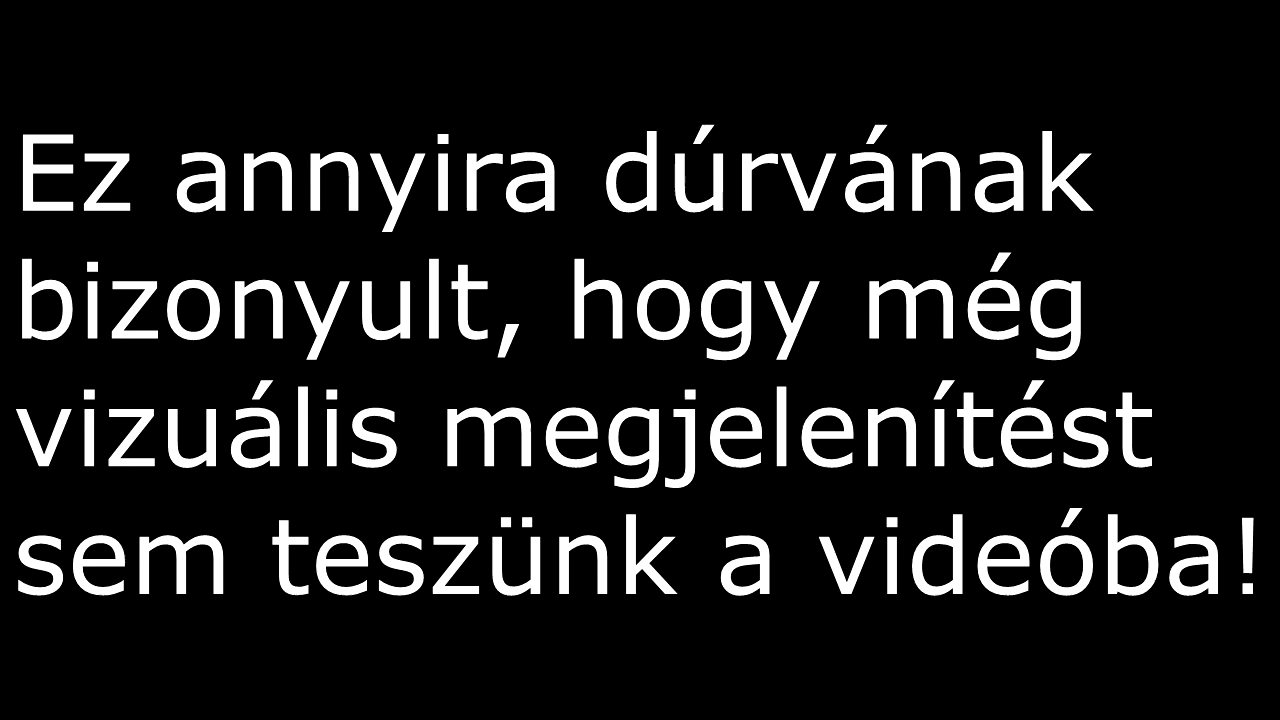 Ez annyira dúrvának
bizonyult, hogy még
vizuális megjelenítést
sem teszünk a videóba!